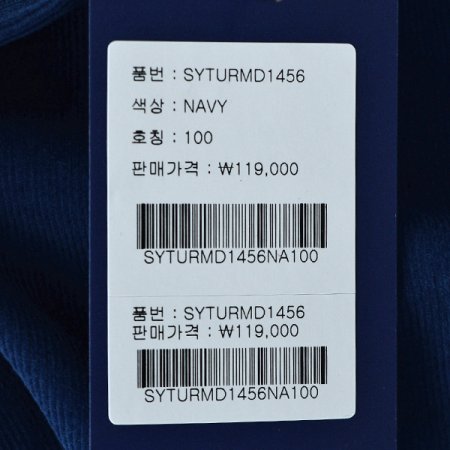 품번 : SYTURMD1456
색상 : NAVY
호칭 : 100
판매가격 : ₩119,000
SYTURMD1456NA100
품번 : SYTURMD1456
판매가격 : ₩119,000
SYTURMD1456NA100